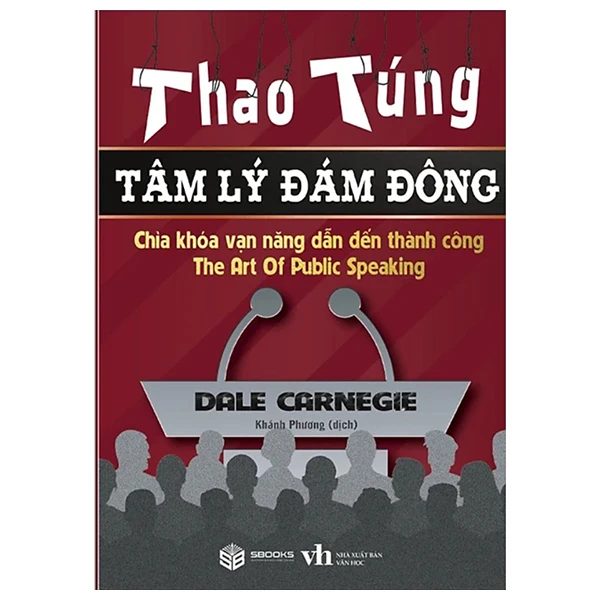 Thao Túng
TÂM LÝ ĐÁM ĐÔNG
Chìa khóa vạn năng dẫn đến thành công
The Art Of Public Speaking
DALE CARNEGIE
Khánh Phương (dịch)
SBOOKS
vh NHÀ XUẤT BẢN
VĂN HỌC